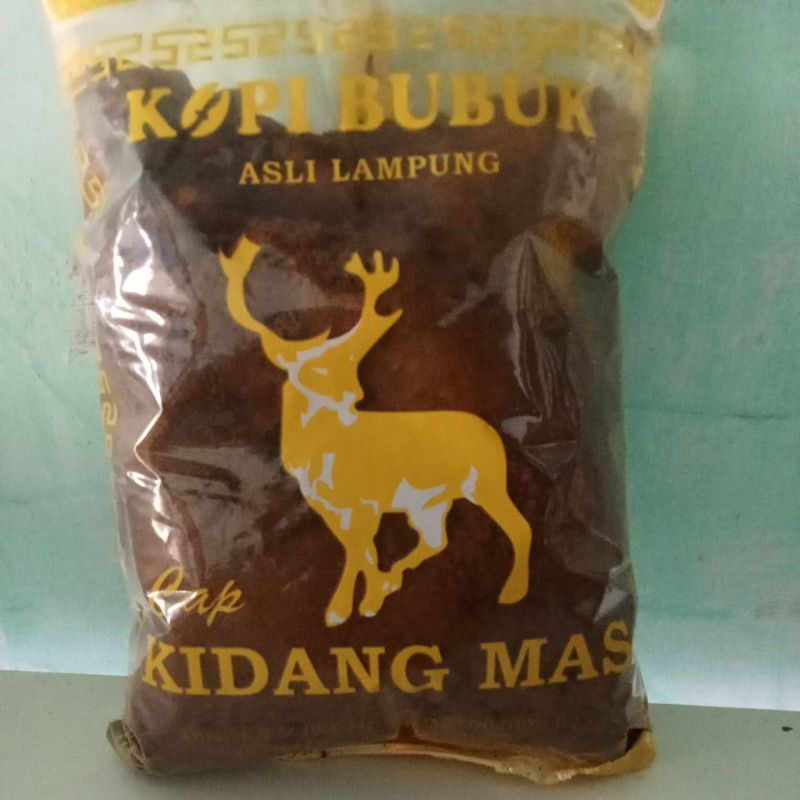 KOPI BUBUK
ASLI LAMPUNG
Cap
KIDANG MAS